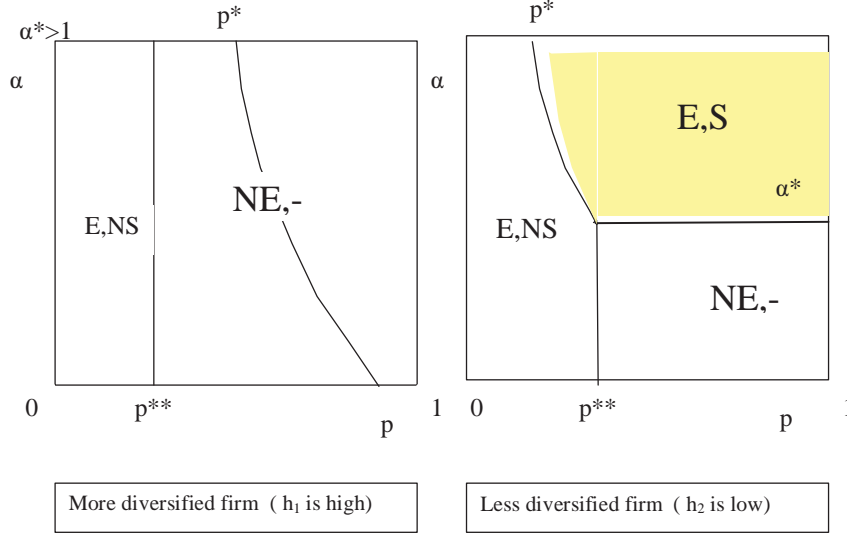 p*
α*>1
α
E,NS
NE,-
0
p**
1
p
More diversified firm ( h₁ is high)
p*
α
E,S
α*
E,NS
NE,-
0
p**
p
Less diversified firm ( h₂ is low)